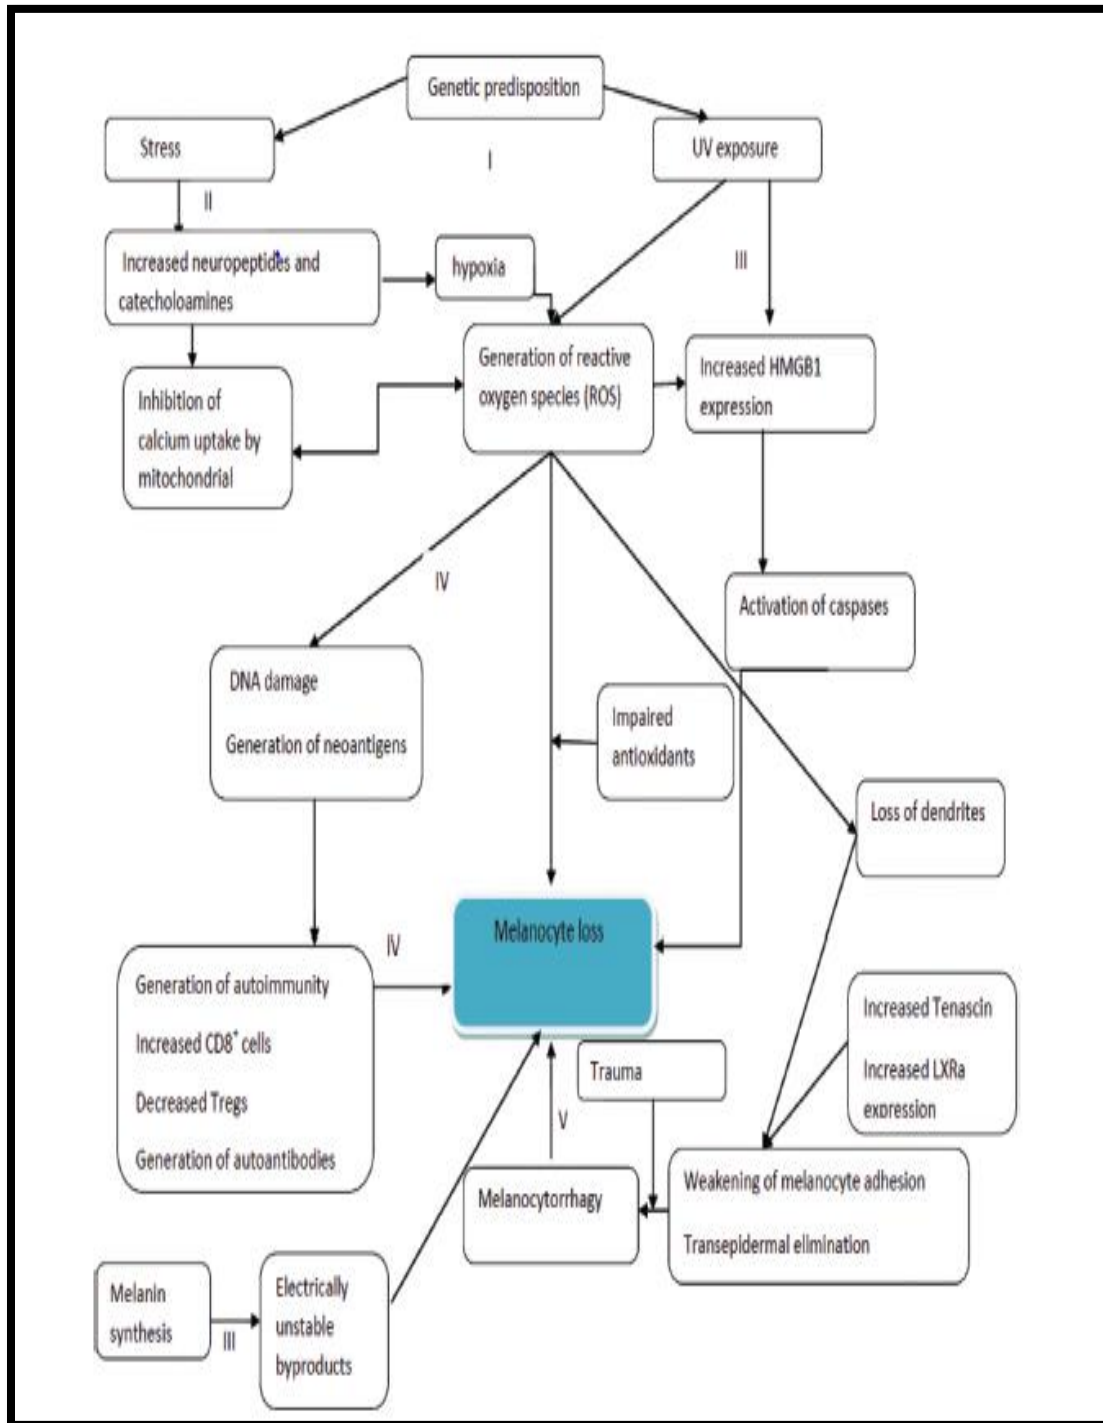 Genetic predisposition
Stress
UV exposure
I
II
III
Increased neuropeptides and
catecholoamines
hypoxia
Generation of reactive
oxygen species (ROS)
Increased HMGB1
expression
Inhibition of
calcium uptake by
mitochondrial
IV
Activation of caspases
DNA damage
Generation of neoantigens
Impaired
antioxidants
Loss of dendrites
Melanocyte loss
IV
Generation of autoimmunity
Increased CD8⁺ cells
Decreased Tregs
Generation of autoantibodies
Increased Tenascin
Increased LXRa
expression
Trauma
V
Melanocytorrhagy
Weakening of melanocyte adhesion
Transepidermal elimination
Melanin
synthesis
III
Electrically
unstable
byproducts